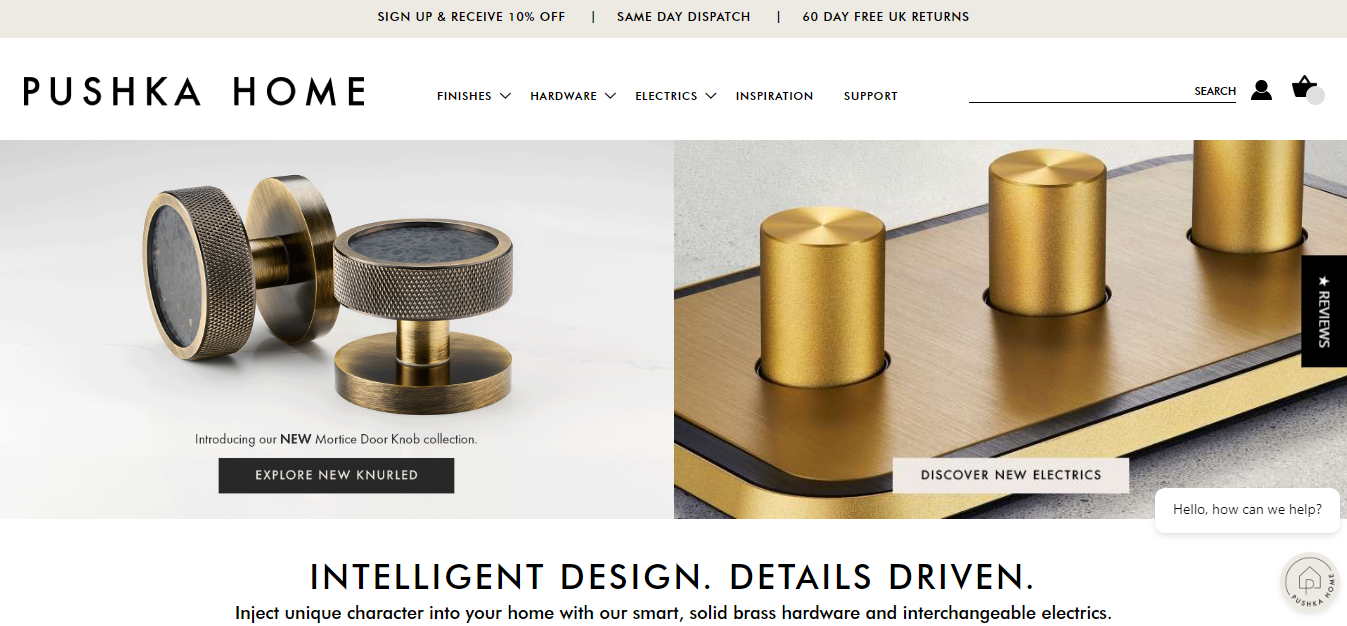 SIGN UP & RECEIVE 10% OFF | SAME DAY DISPATCH | 60 DAY FREE UK RETURNS
PUSHKA HOME
FINISHES HARDWARE ELECTRICS INSPIRATION SUPPORT
SEARCH
★ REVIEWS
Introducing our NEW Mortice Door Knob collection.
EXPLORE NEW KNURLED
DISCOVER NEW ELECTRICS
Hello, how can we help?
INTELLIGENT DESIGN. DETAILS DRIVEN.
Inject unique character into your home with our smart, solid brass hardware and interchangeable electrics.
PUSHKA HOME